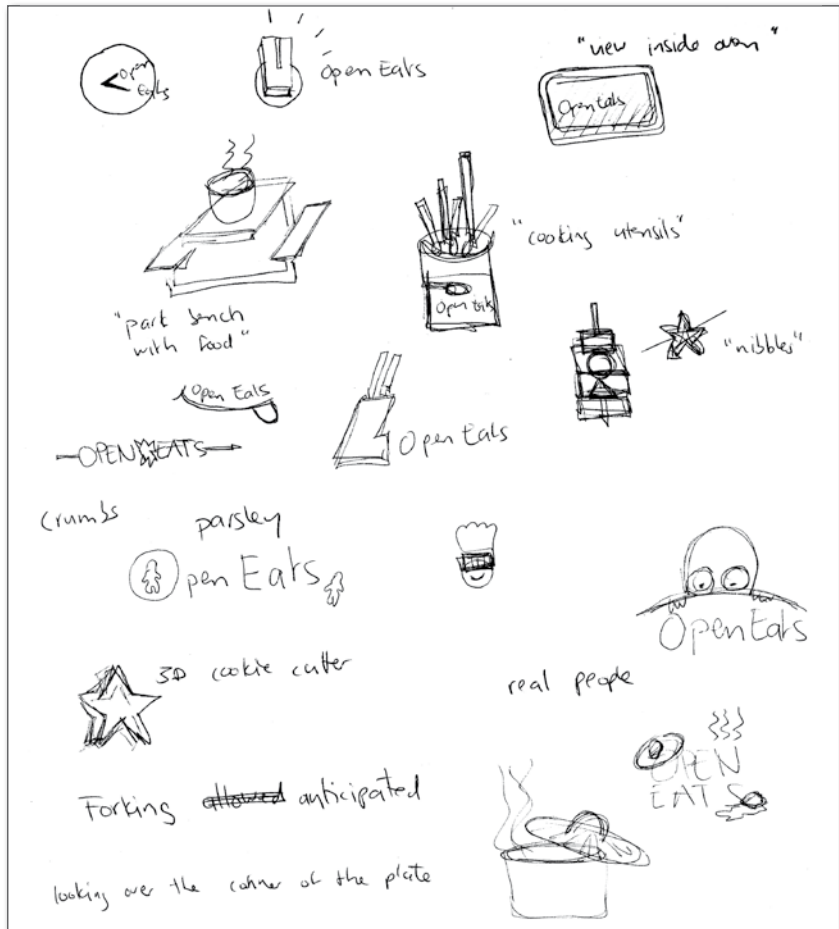 Open
Eats
Open Eats
"view inside oven"
Open Eats
"cooking utensils"
Open Eats
"park bench
with food"
"nibbles"
Open Eats
Open Eats
OPEN EATS
crumbs
parsley
pen Eats
Open Eats
3D cookie cutter
real people
OPEN
EATS
Forking allowed anticipated
looking over the corner of the plate